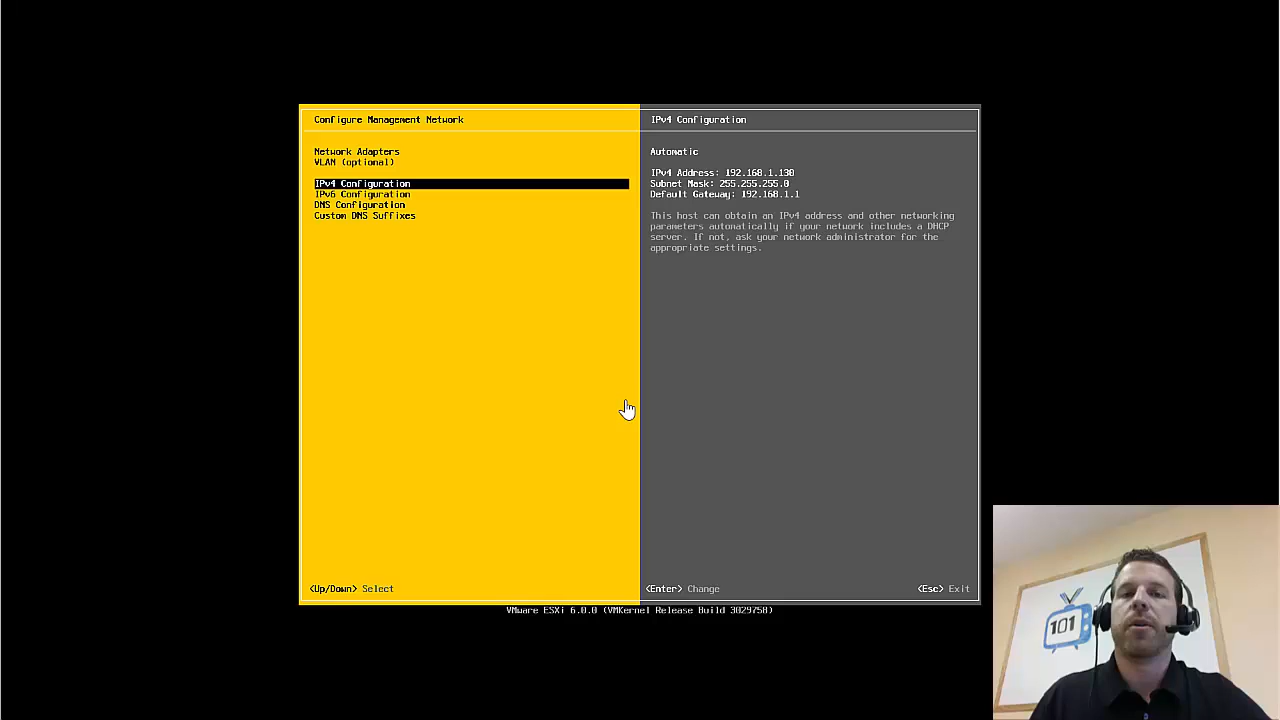 Configure Management Network
Network Adapters
VLAN (optional)
IPv4 Configuration
IPv6 Configuration
DNS Configuration
Custom DNS Suffixes
<Up/Down> Select
IPv4 Configuration
Automatic
IPv4 Address: 192.168.1.130
Subnet Mask: 255.255.255.0
Default Gateway: 192.168.1.1
This host can obtain an IPv4 address and other networking
parameters automatically if your network includes a DHCP
server. If not, ask your network administrator for the
appropriate settings.
<Enter> Change
<Esc> Exit
VMware ESXi 6.0.0 (VMKernel Release Build 3029758)
101